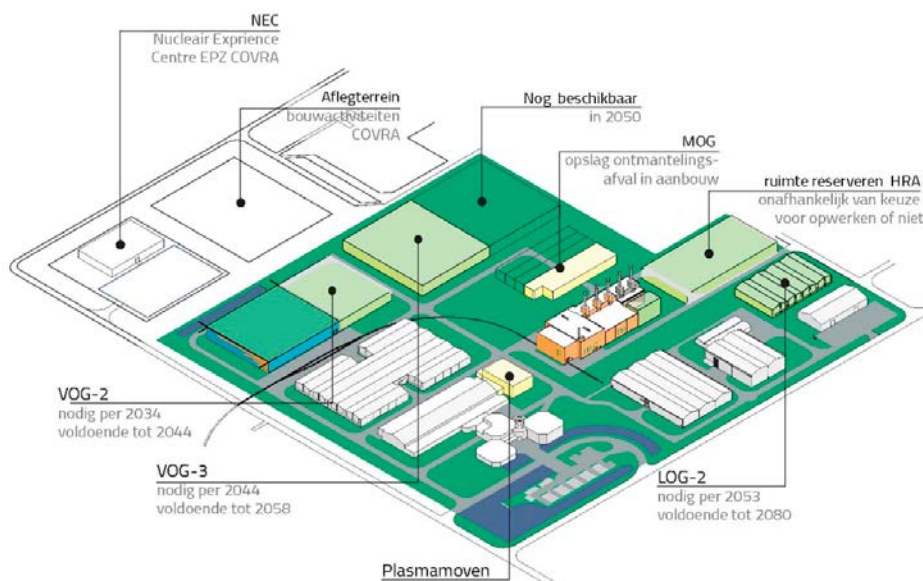 NEC
Nucleair Exprience
Centre EPZ COVRA
Aflegterrein
bouwactiviteiten
COVRA
Nog beschikbaar
in 2050
MOG
opslag ontmantelings-
afval in aanbouw
ruimte reserveren HRA
onafhankelijk van keuze
voor opwerken of niet
VOG-2
nodig per 2034
voldoende tot 2044
VOG-3
nodig per 2044
voldoende tot 2058
LOG-2
nodig per 2053
voldoende tot 2080
Plasmamoven